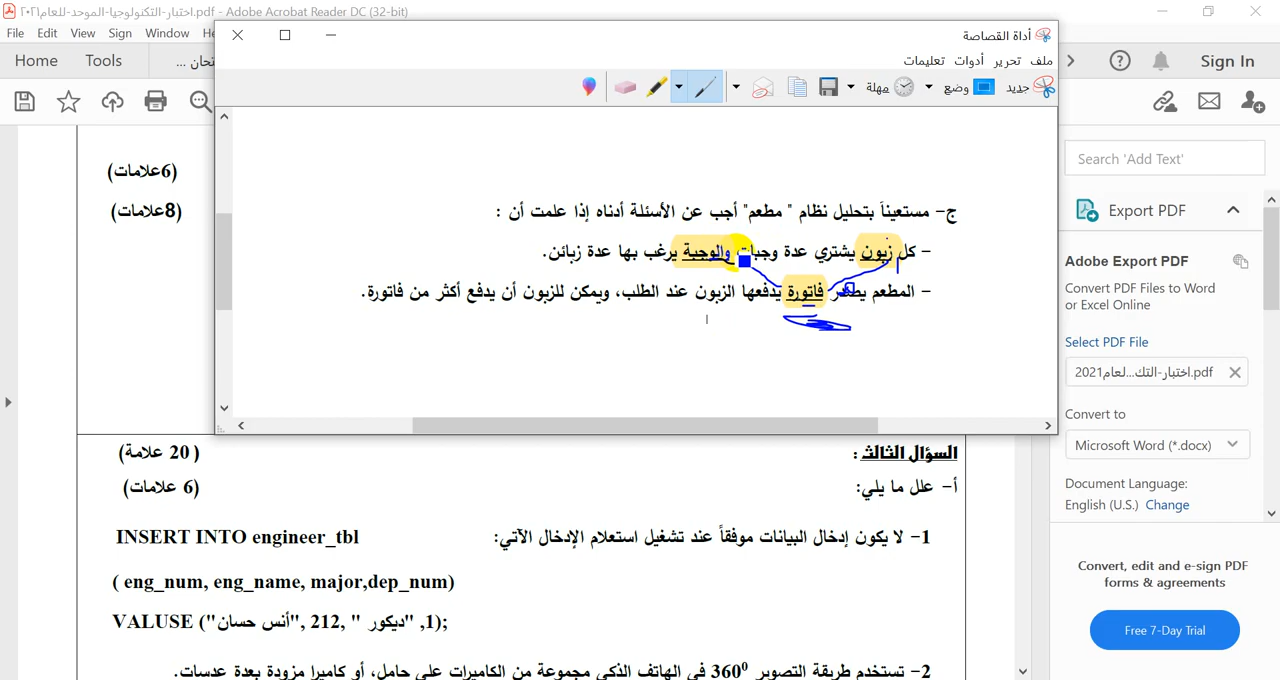 اختبار-التكنولوجيا-الموحد-للعام٢٠٢١.pdf - Adobe Acrobat Reader DC (32-bit)
File Edit View Sign Window
Home Tools
Sign In
أداة القصاصة
ملف تحرير أدوات تعليمات
جديد وضع مهلة
(6علامات)
(8علامات)
ج- مستعيناً بتحليل نظام " مطعم" أجب عن الأسئلة أدناه إذا علمت أن :
- كل زبون يشتري عدة وجبات والوجبة يرغب بها عدة زبائن.
- المطعم يصدر فاتورة يدفعها الزبون عند الطلب، ويمكن للزبون أن يدفع أكثر من فاتورة.
السؤال الثالث: (20 علامة)
أ- علل ما يلي: (6 علامات)
1- لا يكون إدخال البيانات موفقاً عند تشغيل استعلام الإدخال الآتي: INSERT INTO engineer_tbl
( eng_num, eng_name, major,dep_num)
VALUSE ("أنس حسان", 212, " ديكور" ,1);
2- تستخدم طريقة التصوير 360⁰ في الهاتف الذكي مجموعة من الكاميرات على حامل، أو كاميرا مزودة بعدة عدسات.
Search 'Add Text'
Export PDF
Adobe Export PDF
Convert PDF Files to Word
or Excel Online
Select PDF File
اختبار-التك...لعام2021.pdf
Convert to
Microsoft Word (*.docx)
Document Language:
English (U.S.) Change
Convert, edit and e-sign PDF
forms & agreements
Free 7-Day Trial